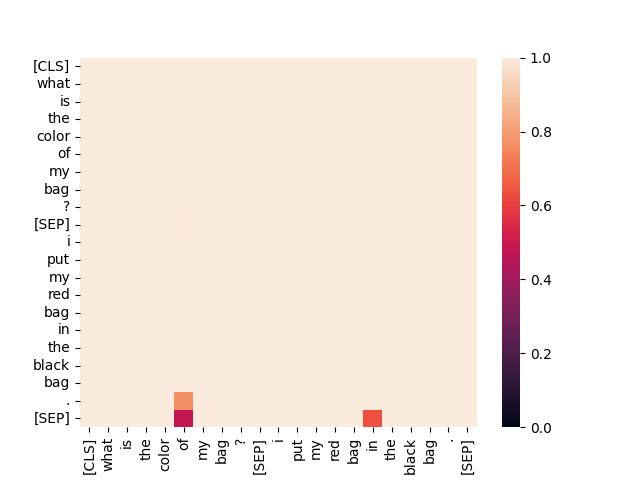 [CLS]
what
is
the
color
of
my
bag
?
[SEP]
i
put
my
red
bag
in
the
black
bag
.
[SEP]
[CLS]
what
is
the
color
of
my
bag
?
[SEP]
i
put
my
red
bag
in
the
black
bag
.
[SEP]
1.0
0.8
0.6
0.4
0.2
0.0